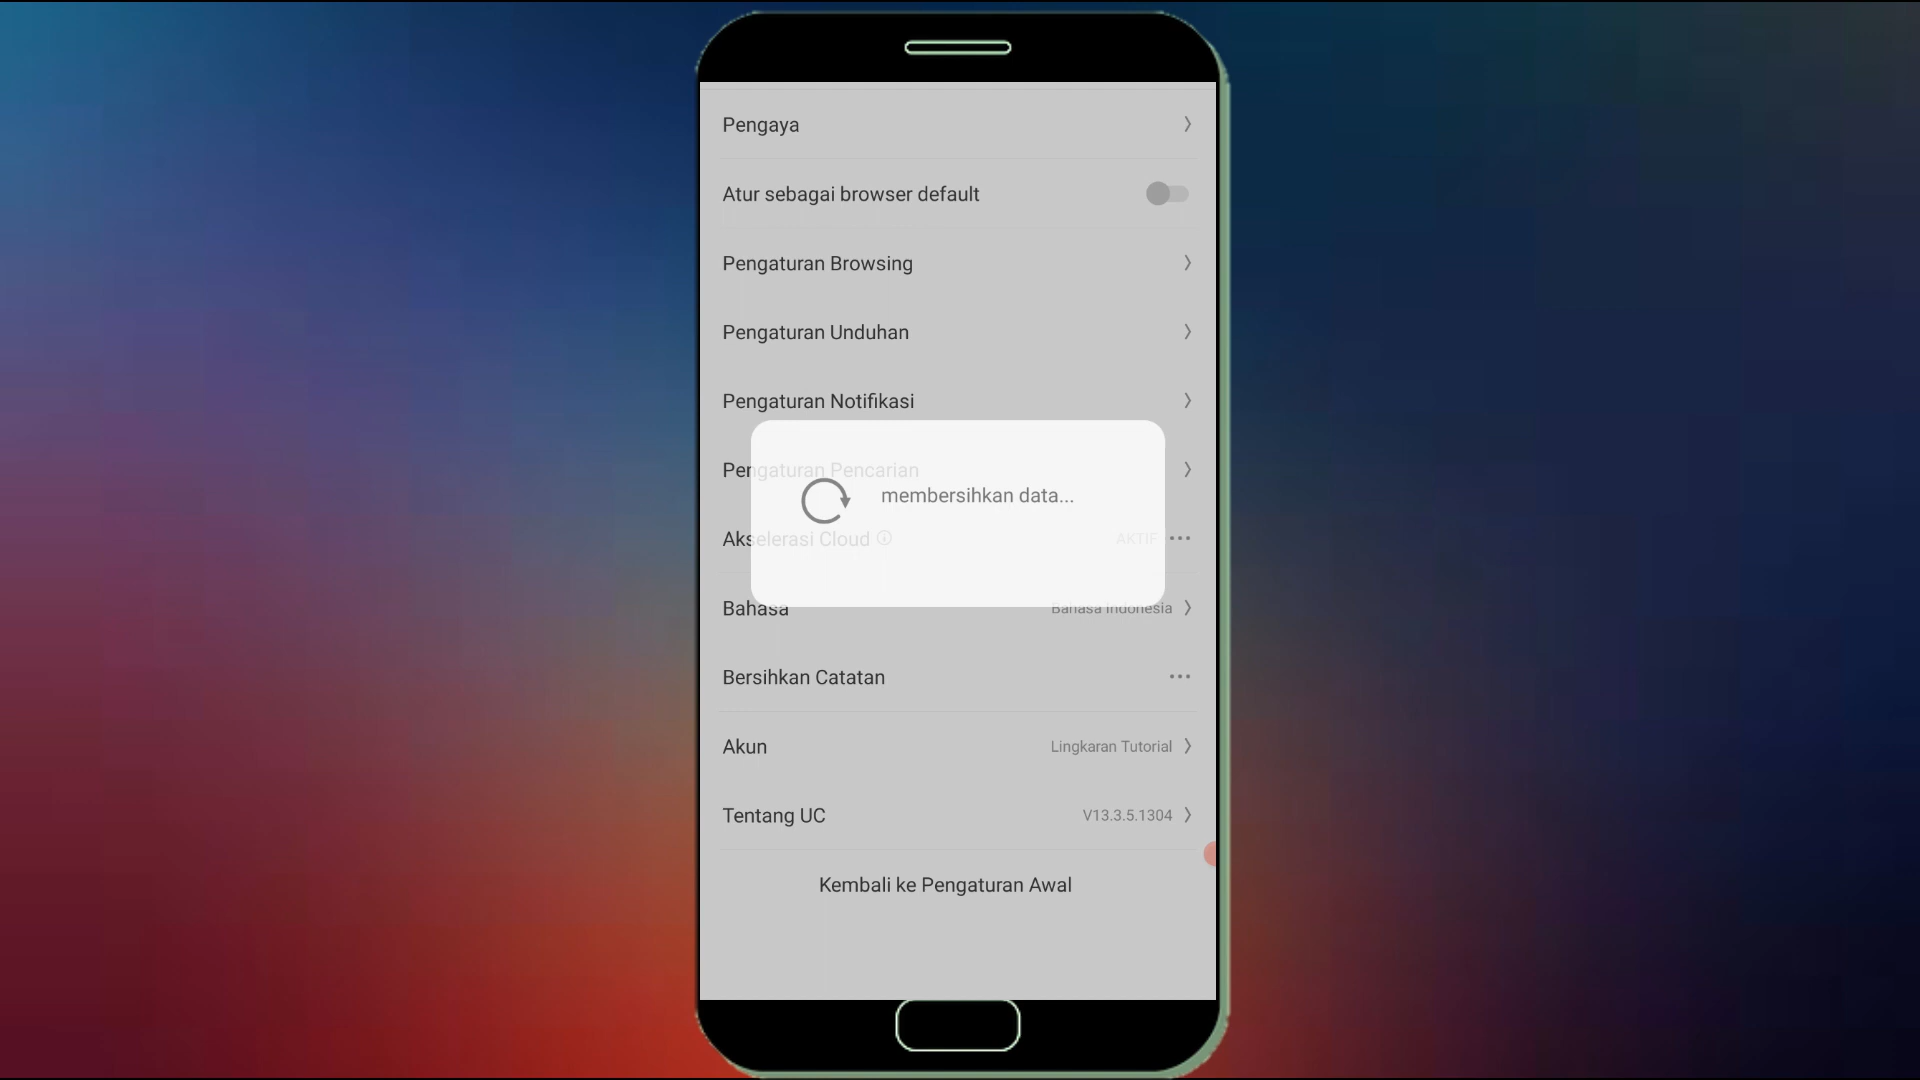 Pengaya
Atur sebagai browser default
Pengaturan Browsing
Pengaturan Unduhan
Pengaturan Notifikasi
Pengaturan Pencarian
membersihkan data...
Akselerasi Cloud AKTIF
Bahasa Bahasa Indonesia
Bersihkan Catatan
Akun Lingkaran Tutorial
Tentang UC V13.3.5.1304
Kembali ke Pengaturan Awal